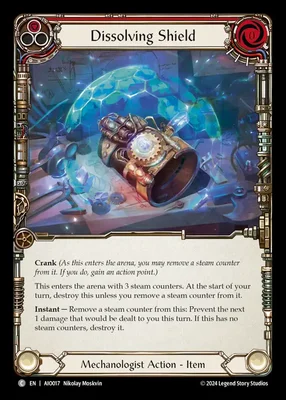 Dissolving Shield
Crank (As this enters the arena, you may remove a steam counter
from it. If you do, gain an action point.)
This enters the arena with 3 steam counters. At the start of your
turn, destroy this unless you remove a steam counter from it.
Instant — Remove a steam counter from this: Prevent the next
1 damage that would be dealt to you this turn. If this has no
steam counters, destroy it.
Mechanologist Action - Item
C EN | AIO017 Nikolay Moskvin
© 2024 Legend Story Studios